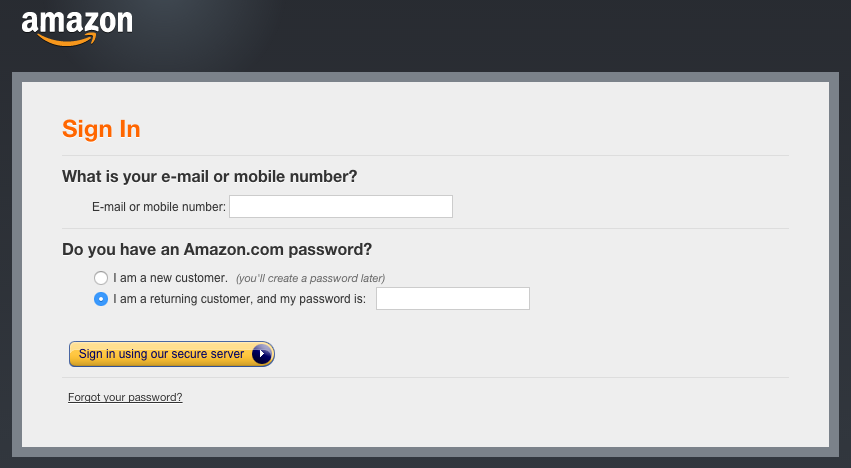 amazon
Sign In
What is your e-mail or mobile number?
E-mail or mobile number:
Do you have an Amazon.com password?
I am a new customer. (you'll create a password later)
I am a returning customer, and my password is:
Sign in using our secure server
Forgot your password?